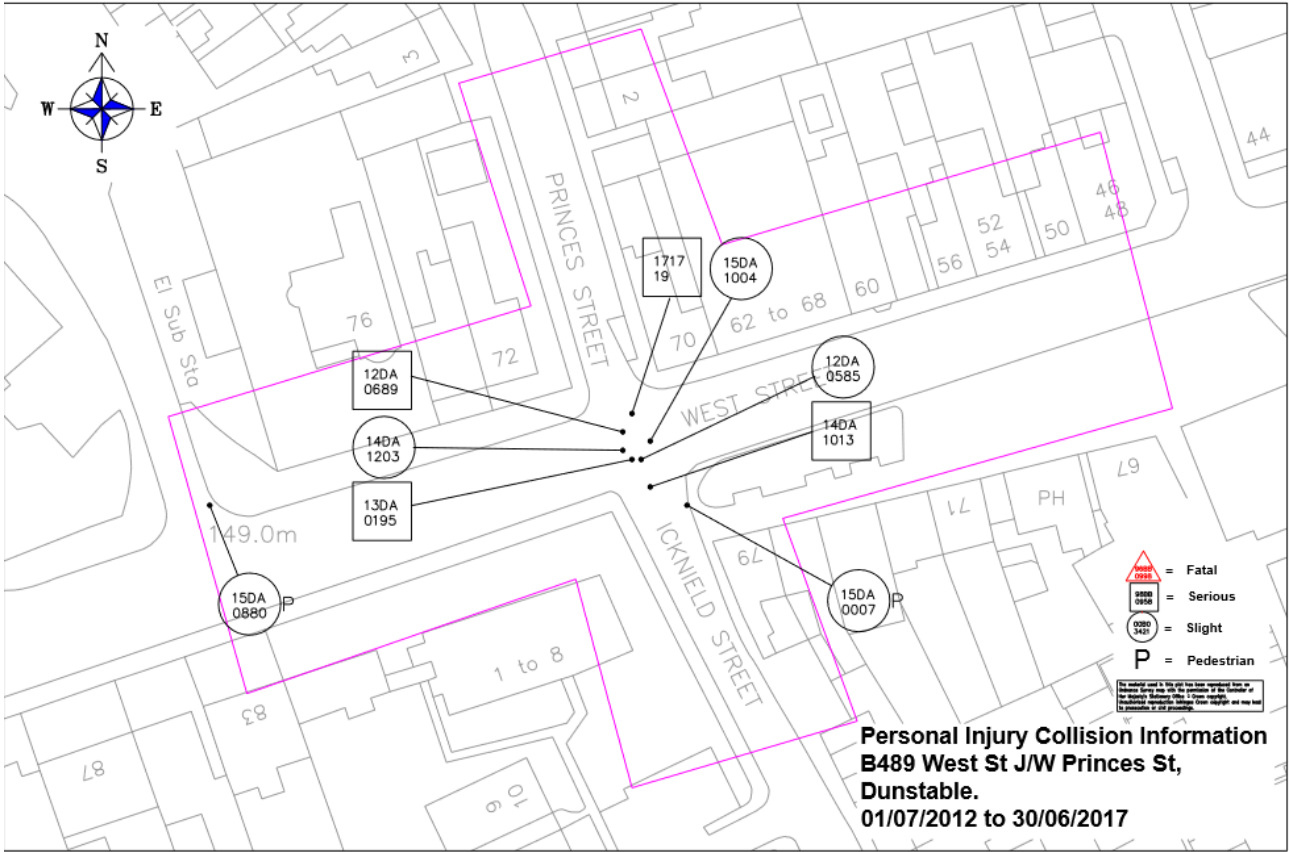 N
W E
S
3
2
44
46
48
50
52
54
56
60
62 to 68
70
72
76
PRINCES STREET
WEST STREE
El Sub Sta
1717
19
15DA
1004
12DA
0689
12DA
0585
14DA
1203
14DA
1013
13DA
0195
149.0m
15DA
0880
P
15DA
0007
P
ICKNIELD STREET
67
PH
71
79
1 to 8
83
87
9
10
= Fatal
= Serious
= Slight
P = Pedestrian
Personal Injury Collision Information
B489 West St J/W Princes St,
Dunstable.
01/07/2012 to 30/06/2017